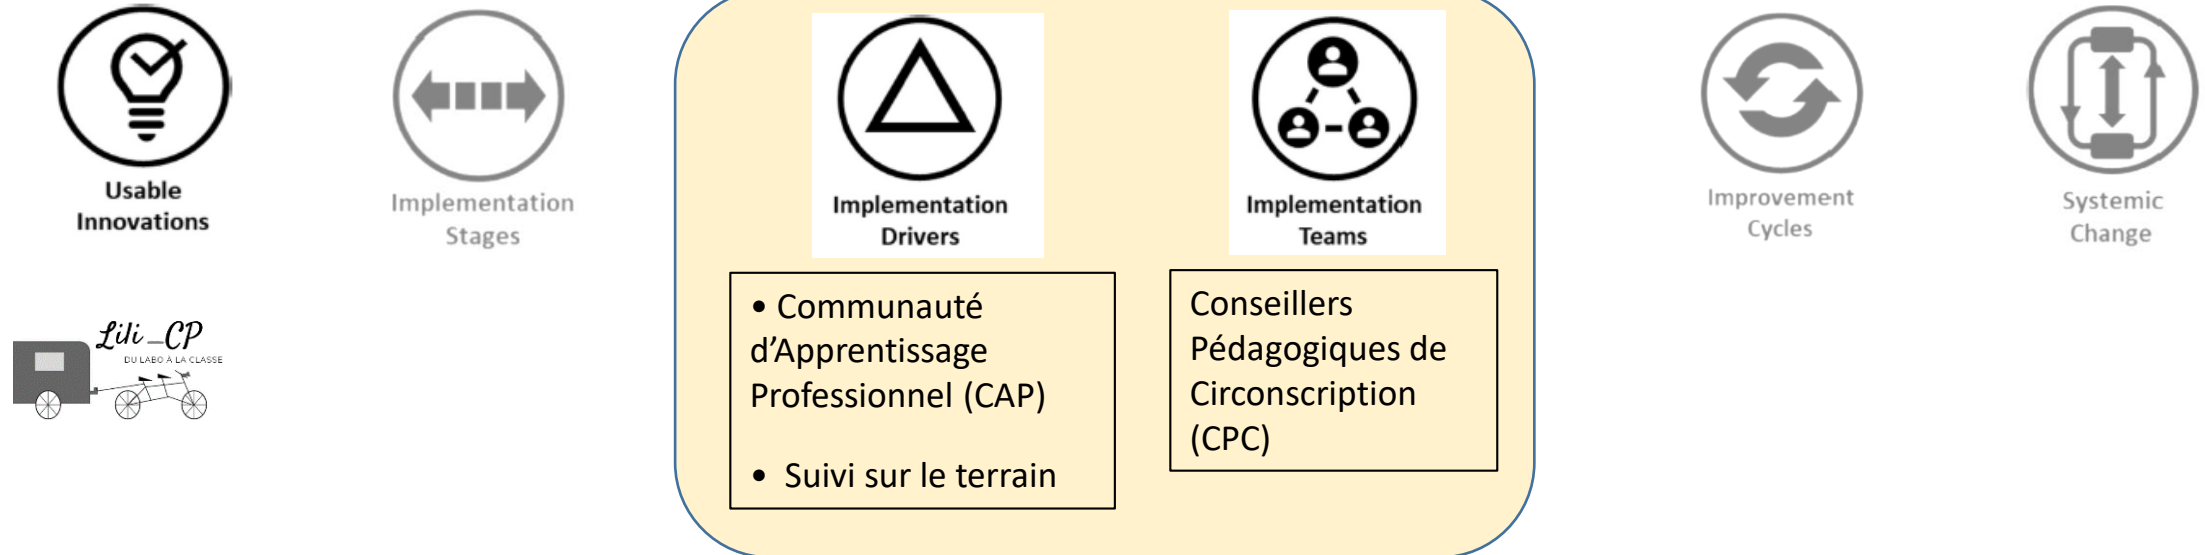 Usable
Innovations
Implementation
Stages
Implementation
Drivers
Implementation
Teams
Improvement
Cycles
Systemic
Change
Lili_CP
DU LABO À LA CLASSE
• Communauté
d’Apprentissage
Professionnel (CAP)
• Suivi sur le terrain
Conseillers
Pédagogiques de
Circonscription
(CPC)